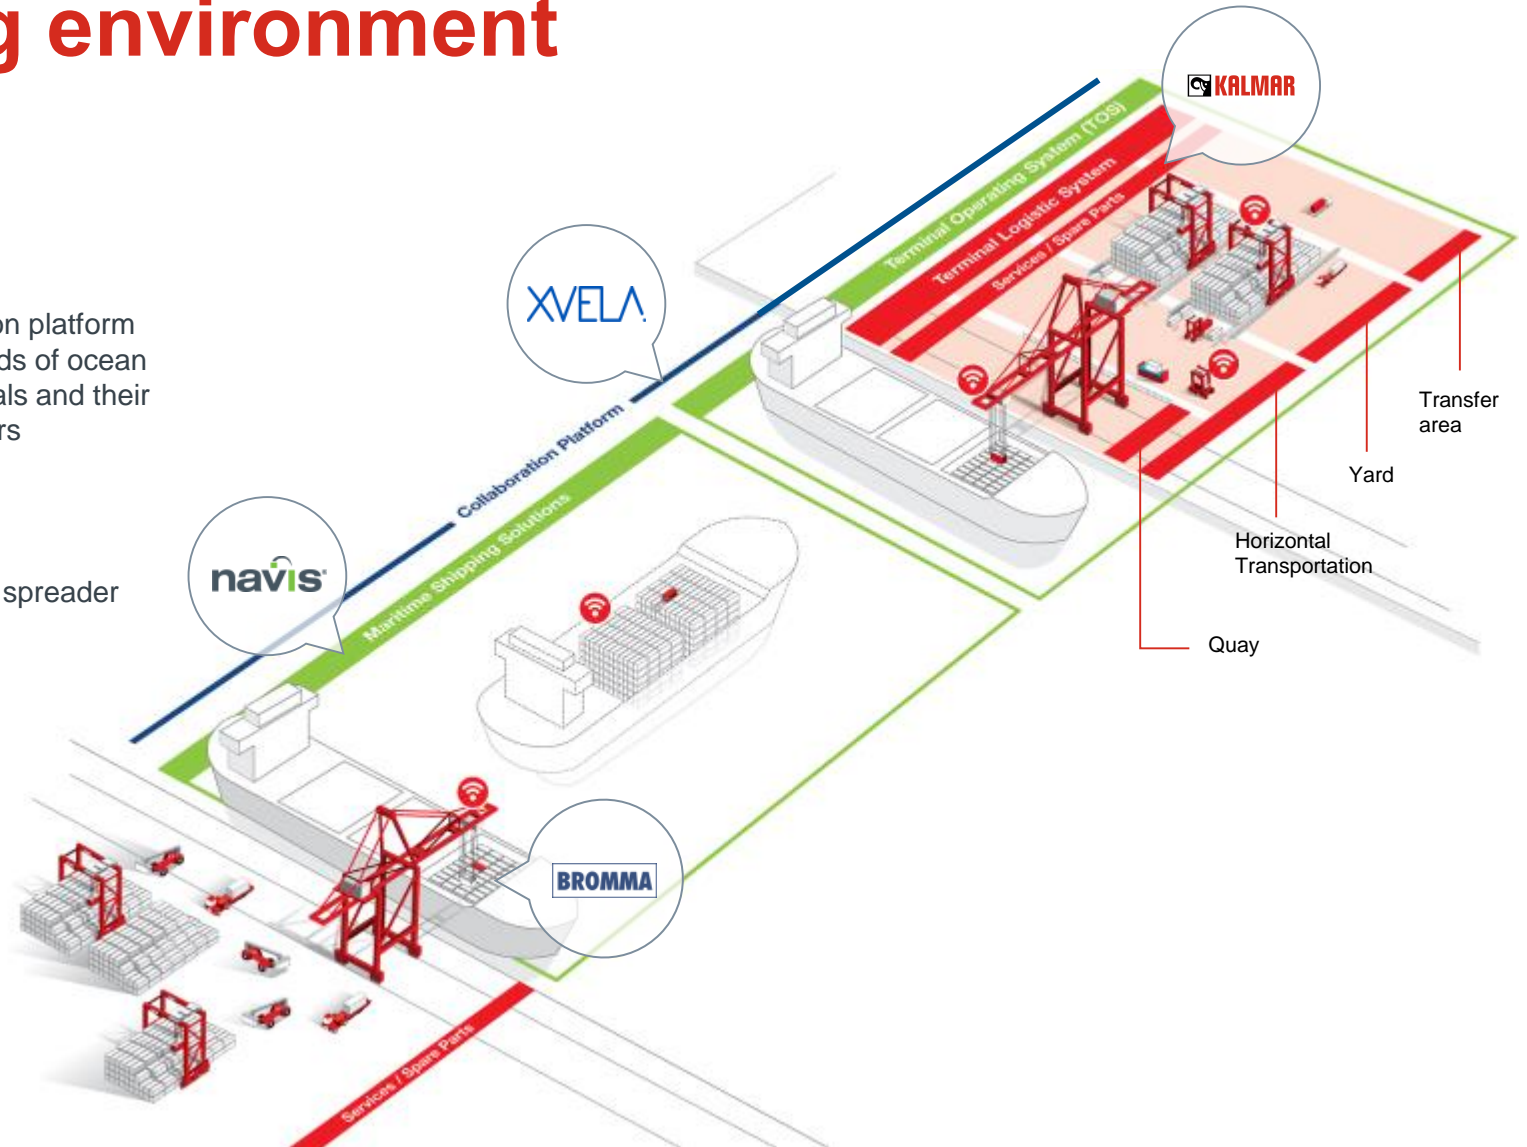 g environment
KALMAR
Terminal Operating System (TOS)
Terminal Logistic System
Services / Spare Parts
XVELA
on platform
ds of ocean
als and their
rs
Transfer
area
Collaboration Platform
Yard
Maritime Shipping Solutions
Horizontal
Transportation
navis
spreader
Quay
BROMMA
Services / Spare Parts